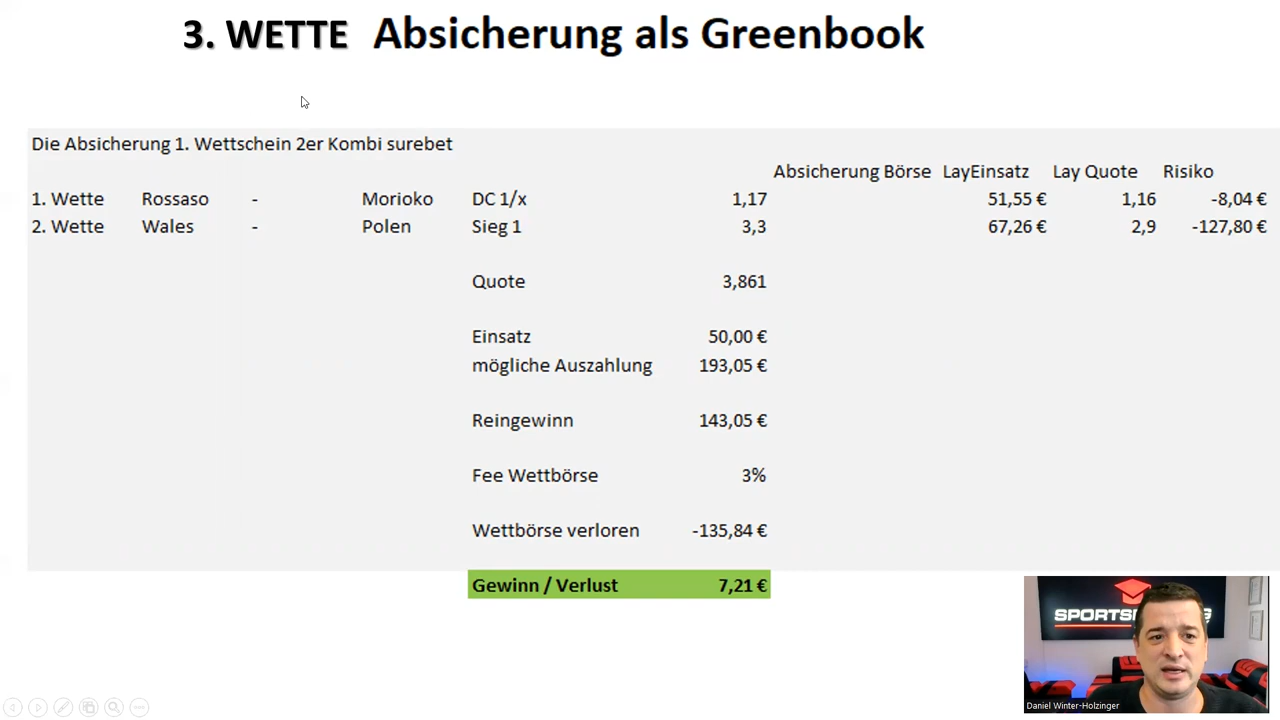 3. WETTE Absicherung als Greenbook
Die Absicherung 1. Wettschein 2er Kombi surebet
Absicherung Börse LayEinsatz Lay Quote Risiko
1. Wette Rossaso - Morioko DC 1/x 1,17 51,55 € 1,16 -8,04 €
2. Wette Wales - Polen Sieg 1 3,3 67,26 € 2,9 -127,80 €
Quote 3,861
Einsatz 50,00 €
mögliche Auszahlung 193,05 €
Reingewinn 143,05 €
Fee Wettbörse 3%
Wettbörse verloren -135,84 €
Gewinn / Verlust 7,21 €
Daniel Winter-Holzinger